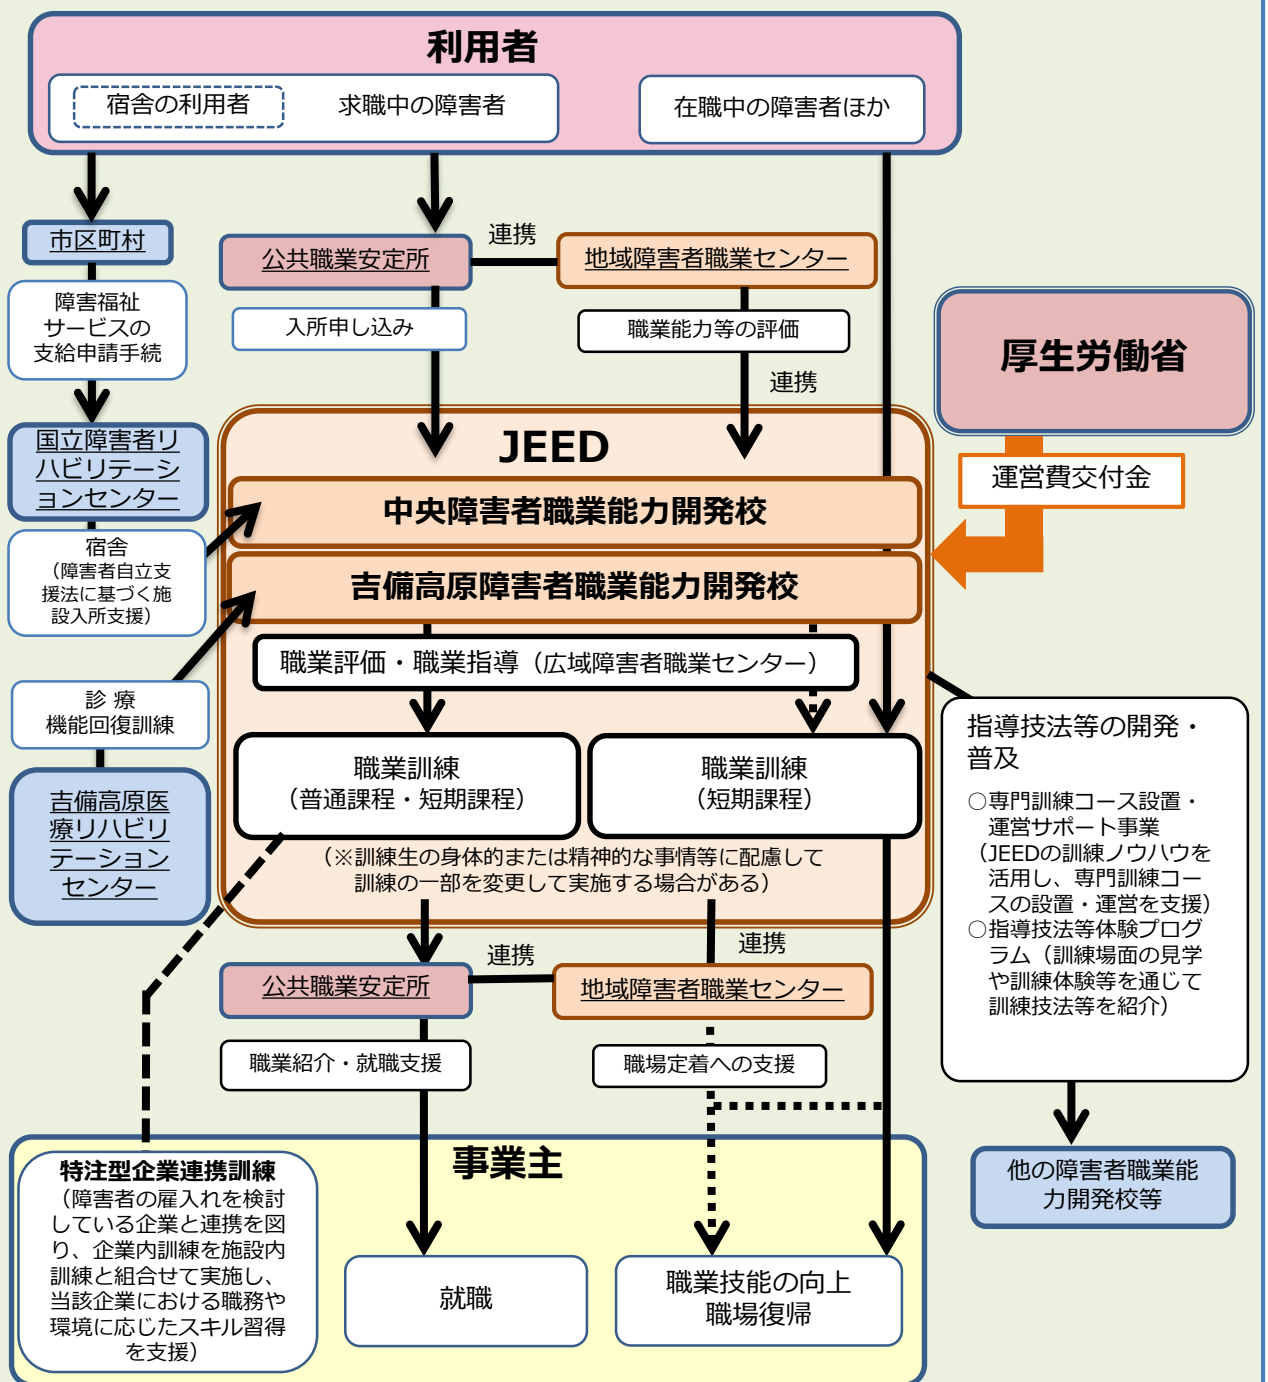 利用者
宿舎の利用者
求職中の障害者
在職中の障害者ほか
市区町村
障害福祉
サービスの
支給申請手続
国立障害者リ
ハビリテーシ
ョンセンター
宿舎
（障害者自立支
援法に基づく施
設入所支援）
診 療
機能回復訓練
吉備高原医
療リハビリ
テーション
センター
公共職業安定所
連携
地域障害者職業センター
入所申し込み
職業能力等の評価
連携
厚生労働省
運営費交付金
JEED
中央障害者職業能力開発校
吉備高原障害者職業能力開発校
職業評価・職業指導（広域障害者職業センター）
職業訓練
（普通課程・短期課程）
職業訓練
（短期課程）
（※訓練生の身体的または精神的な事情等に配慮して
訓練の一部を変更して実施する場合がある）
指導技法等の開発・
普及
○専門訓練コース設置・
運営サポート事業
（JEEDの訓練ノウハウを
活用し、専門訓練コー
スの設置・運営を支援）
○指導技法等体験プログ
ラム（訓練場面の見学
や訓練体験等を通じて
訓練技法等を紹介）
他の障害者職業能
力開発校等
公共職業安定所
連携
連携
地域障害者職業センター
職業紹介・就職支援
職場定着への支援
事業主
特注型企業連携訓練
（障害者の雇入れを検討
している企業と連携を図
り、企業内訓練を施設内
訓練と組合せて実施し、
当該企業における職務や
環境に応じたスキル習得
を支援）
就職
職業技能の向上
職場復帰